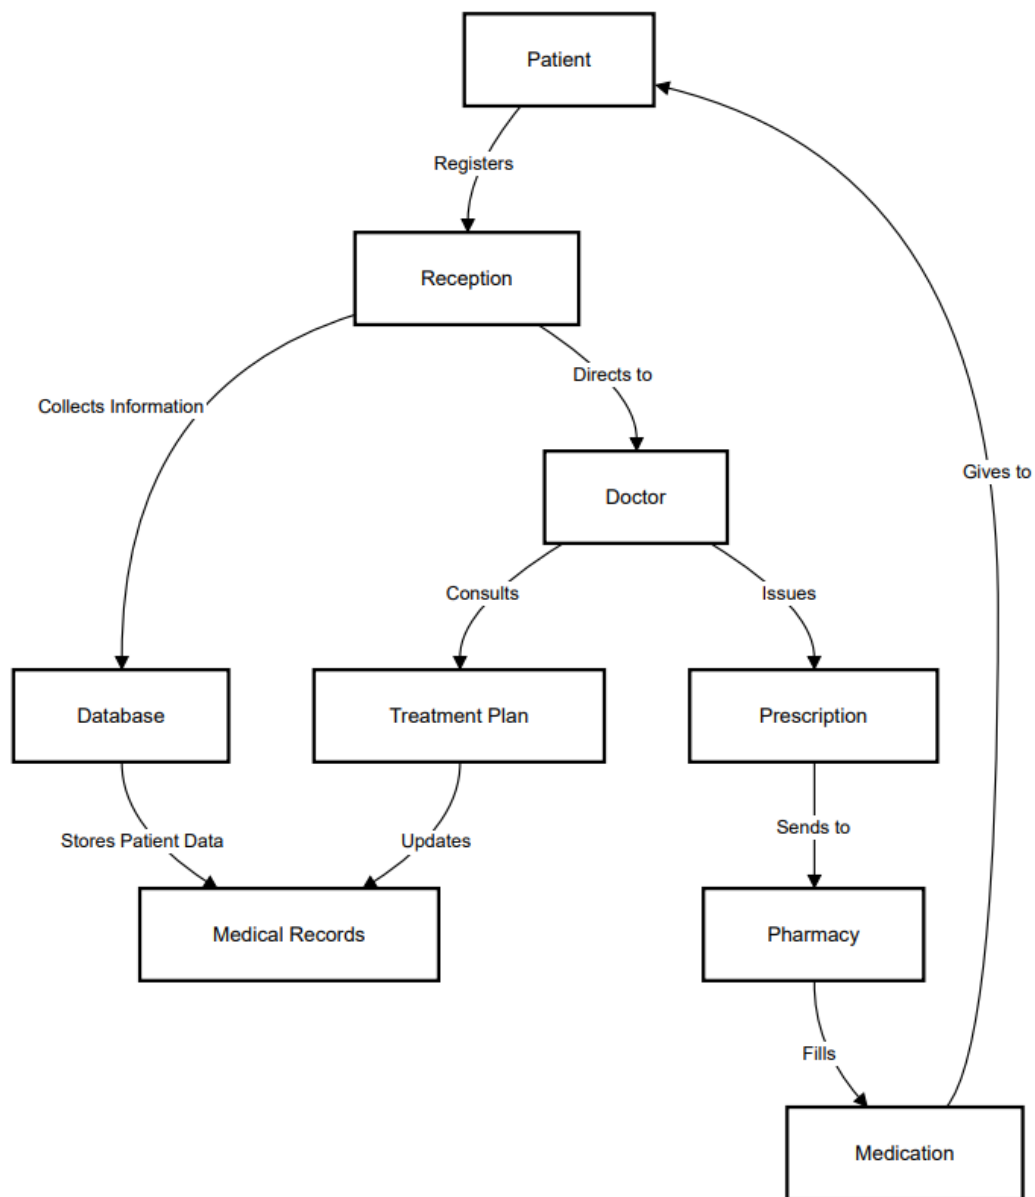 Patient
Registers
Reception
Directs to
Collects Information
Gives to
Doctor
Consults
Issues
Database
Treatment Plan
Prescription
Sends to
Stores Patient Data
Updates
Medical Records
Pharmacy
Fills
Medication